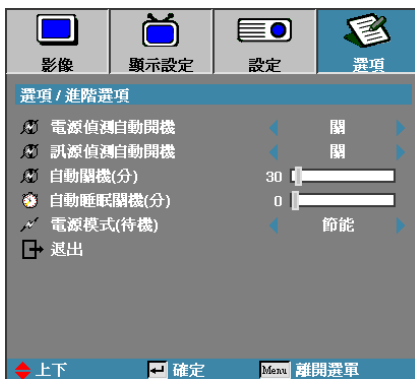 影像
顯示設定
設定
選項
選項 / 進階選項
電源偵測自動開機 關
訊源偵測自動開機 關
自動關機(分) 30
自動睡眠關機(分) 0
電源模式(待機) 節能
退出
上下 確定 Menu 離開選單